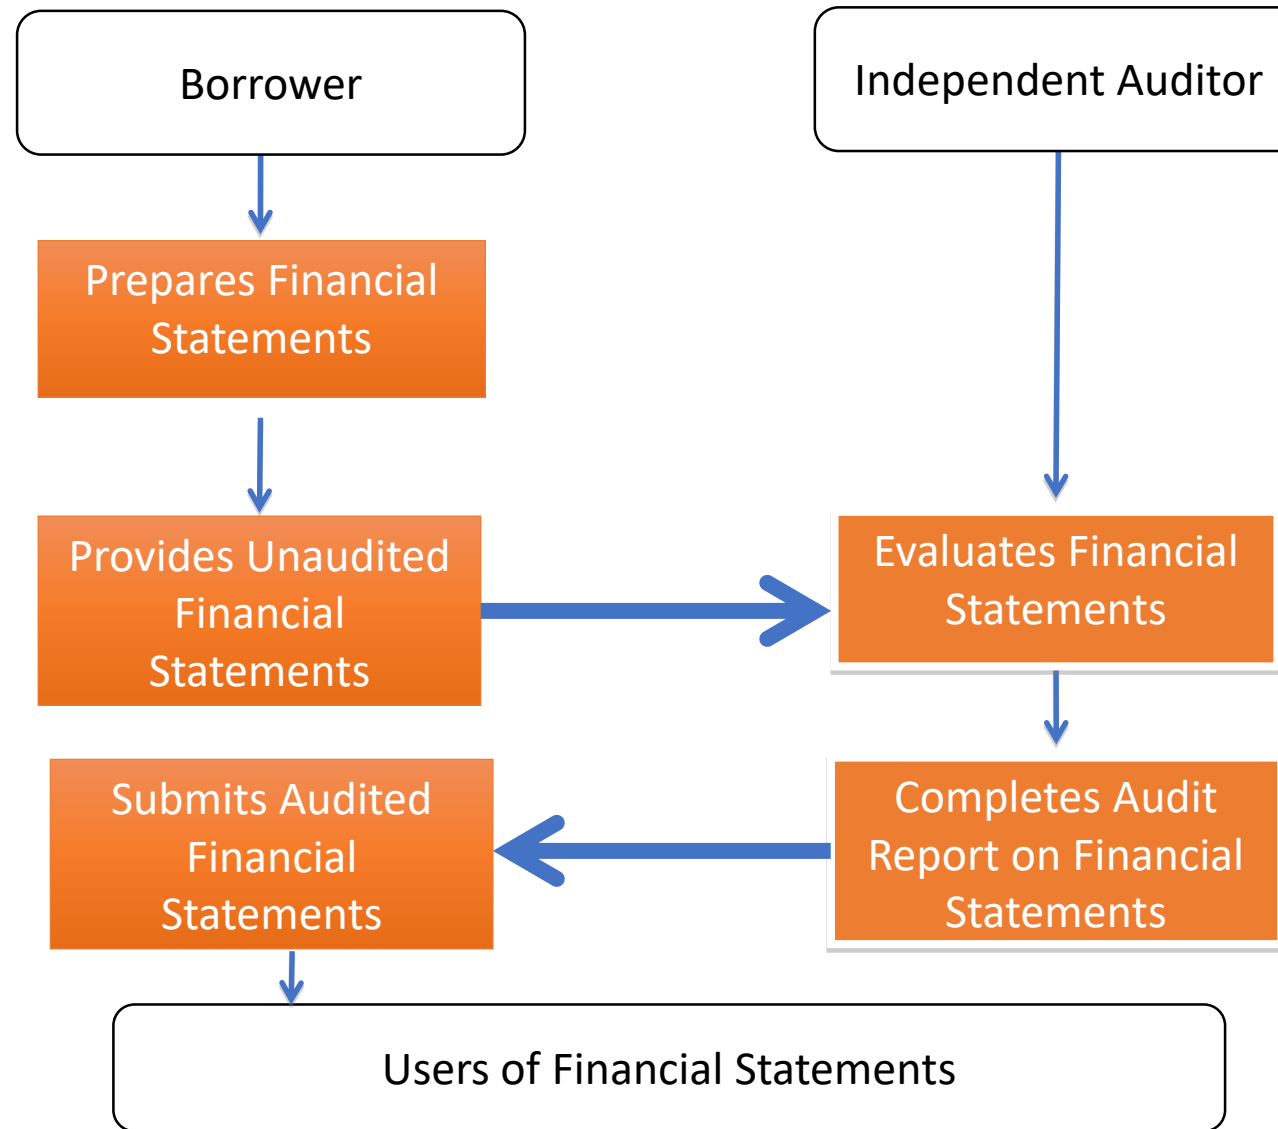 Borrower
Independent Auditor
Prepares Financial
Statements
Provides Unaudited
Financial
Statements
Evaluates Financial
Statements
Submits Audited
Financial
Statements
Completes Audit
Report on Financial
Statements
Users of Financial Statements